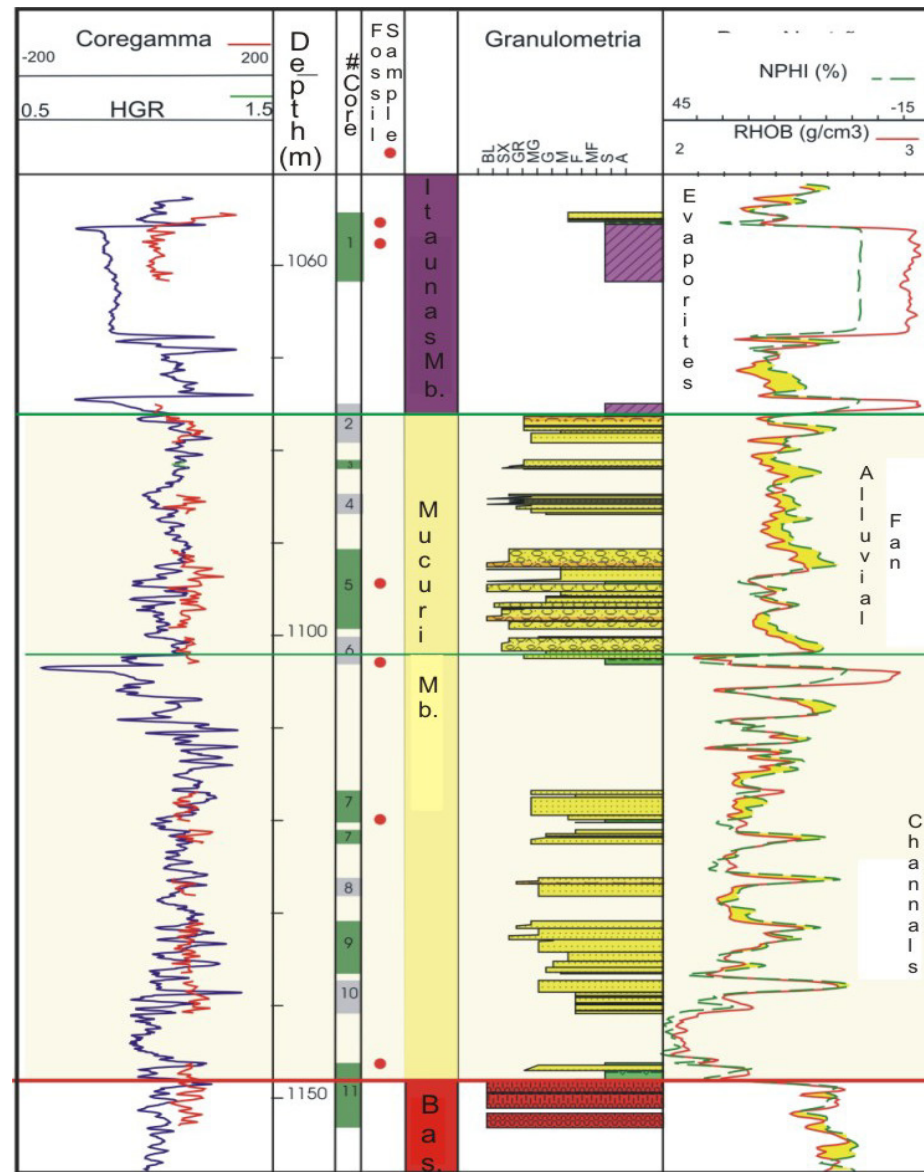 Coregamma
-200 200
HGR
0.5 1.5
Depth (m)
#Core
Fossil Sample
Granulometria
BL SX GR MG G M F MF S A
NPHI (%)
45 -15
RHOB (g/cm3)
2 3
Itaunas Mb.
Evaporites
1
1060
2
3
4
Mucuri Mb.
Alluvial Fan
5
1100
6
7
7
Channals
8
9
10
11
1150
Bas.